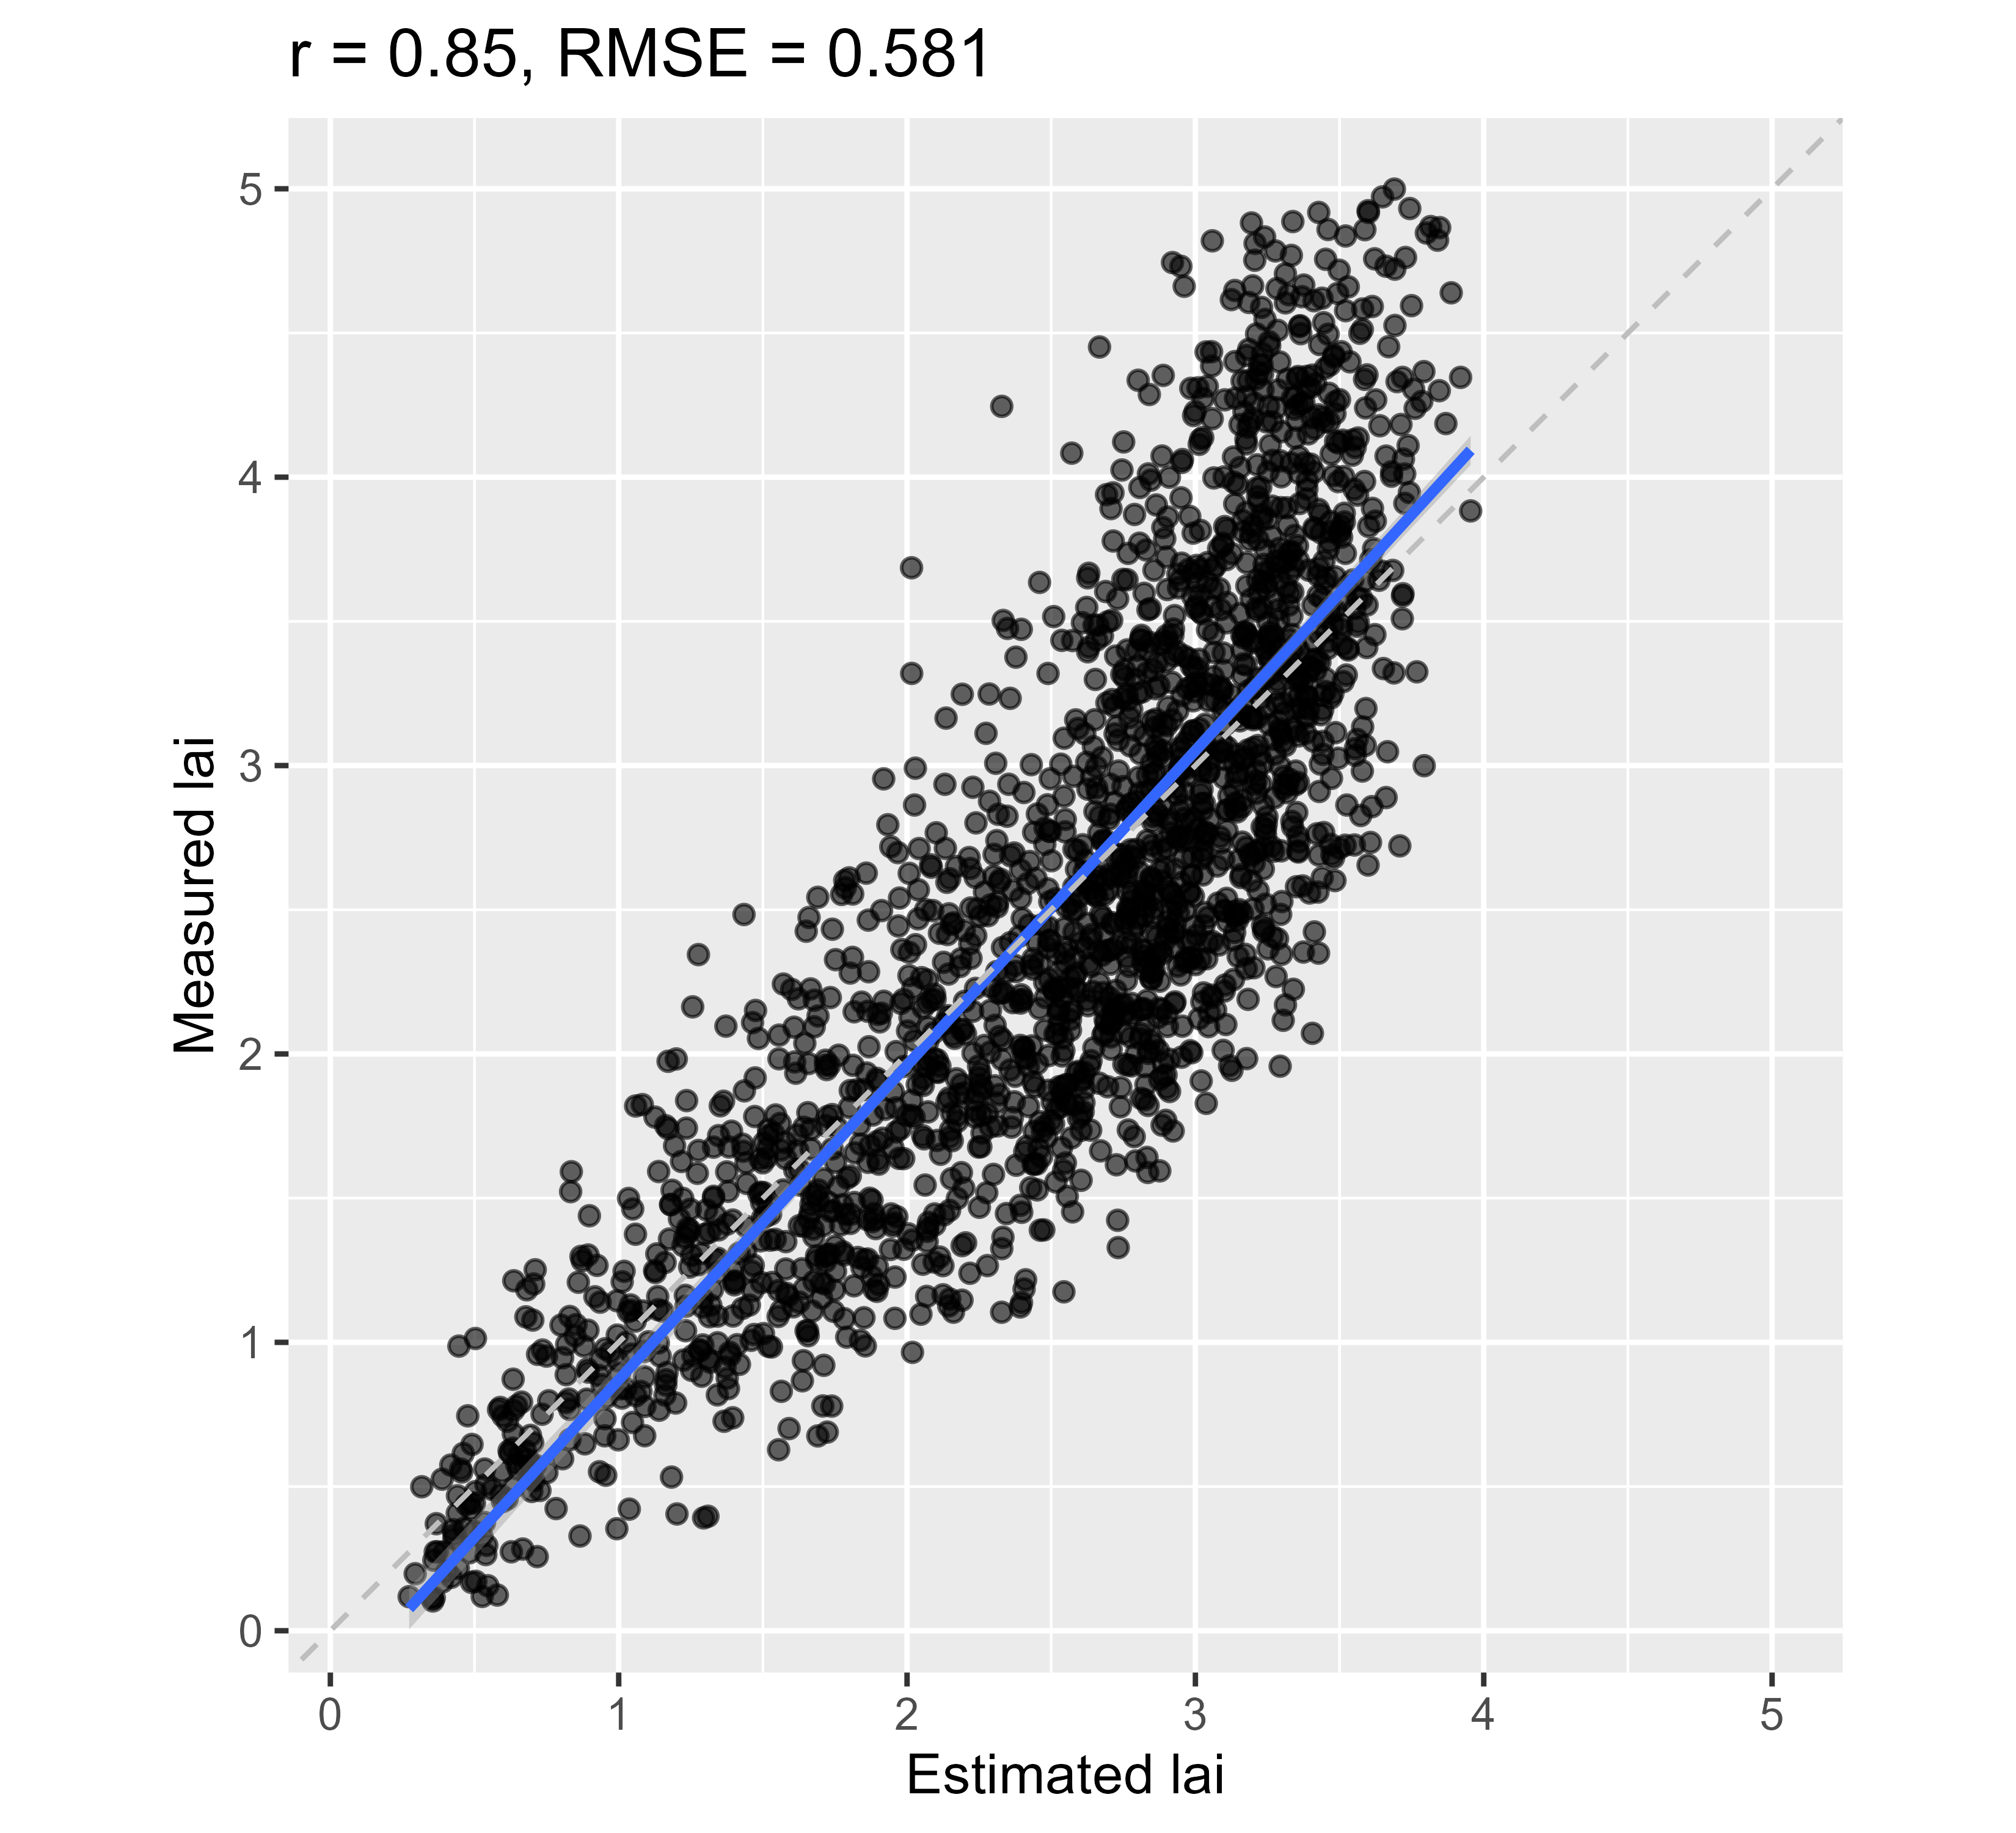 r = 0.85, RMSE = 0.581
5
4
3
2
1
0
Measured lai
0 1 2 3 4 5
Estimated lai